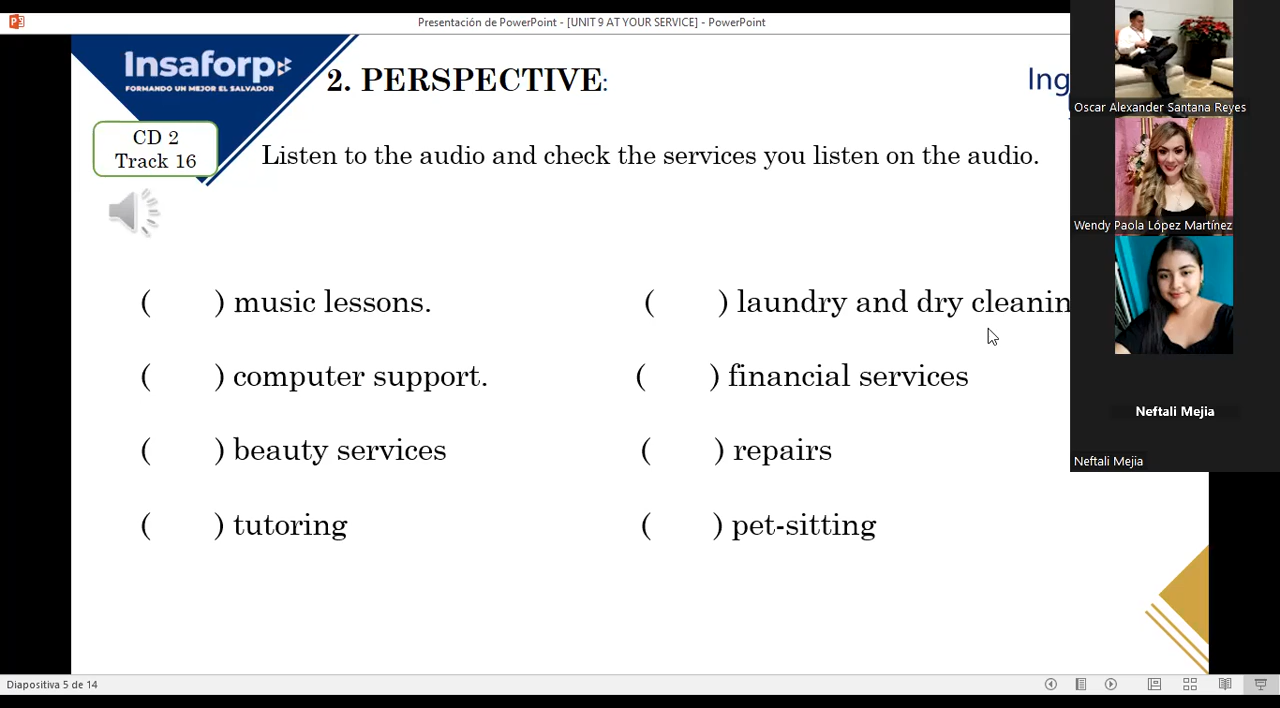 Presentación de PowerPoint - [UNIT 9 AT YOUR SERVICE] - PowerPoint
Insaforp
FORMANDO UN MEJOR EL SALVADOR
2. PERSPECTIVE:
Ing
CD 2
Track 16
Listen to the audio and check the services you listen on the audio.
( ) music lessons.
( ) laundry and dry cleanin
( ) computer support.
( ) financial services
( ) beauty services
( ) repairs
( ) tutoring
( ) pet-sitting
Oscar Alexander Santana Reyes
Wendy Paola López Martínez
Neftali Mejia
Neftali Mejia
Diapositiva 5 de 14